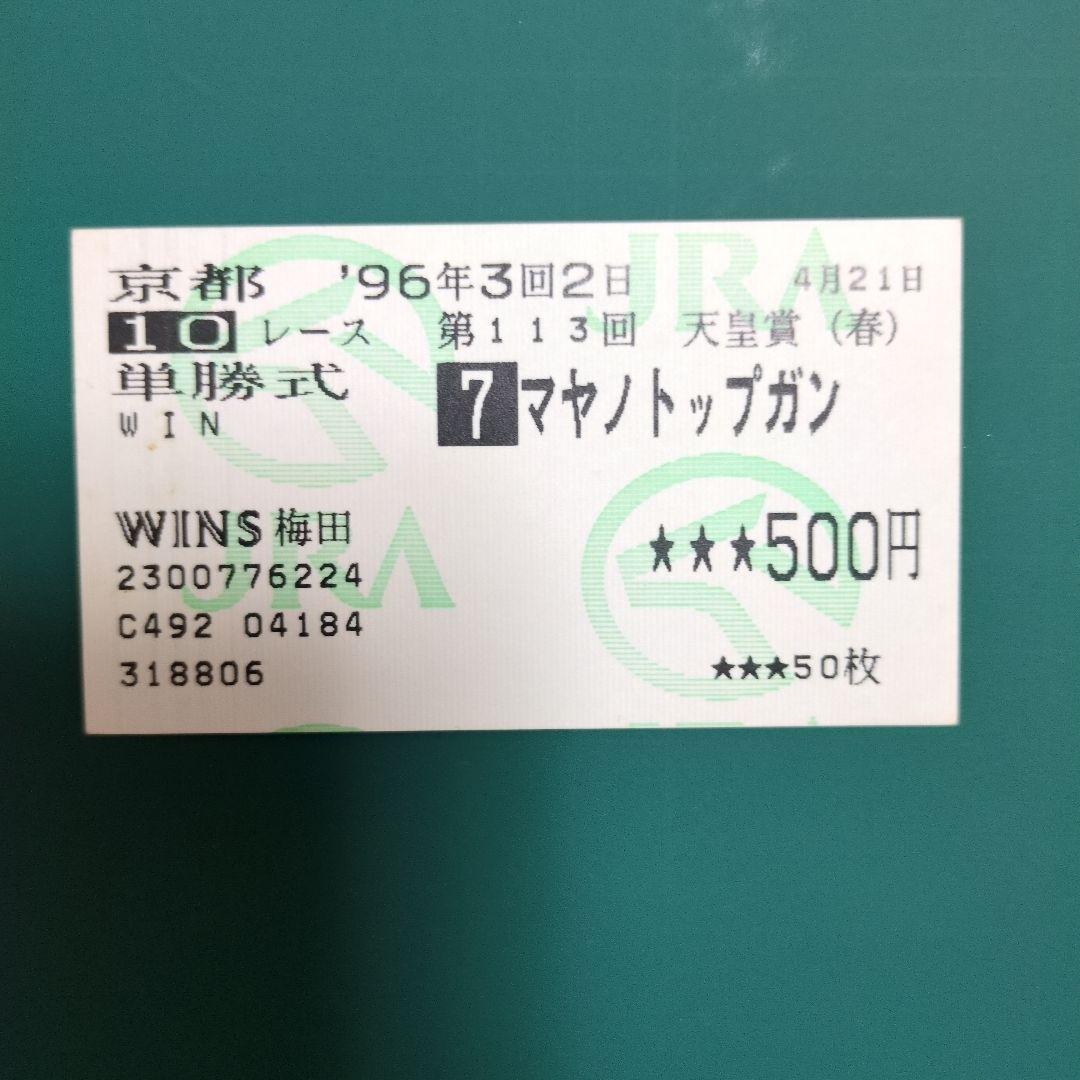 京都 '96年3回2日 4月21日
10 レース 第113回 天皇賞(春)
単勝式 7 マヤノトップガン
WIN
WINS梅田 ★★★500円
2300776224
C492 04184
318806 ★★★50枚
JRA
JRA